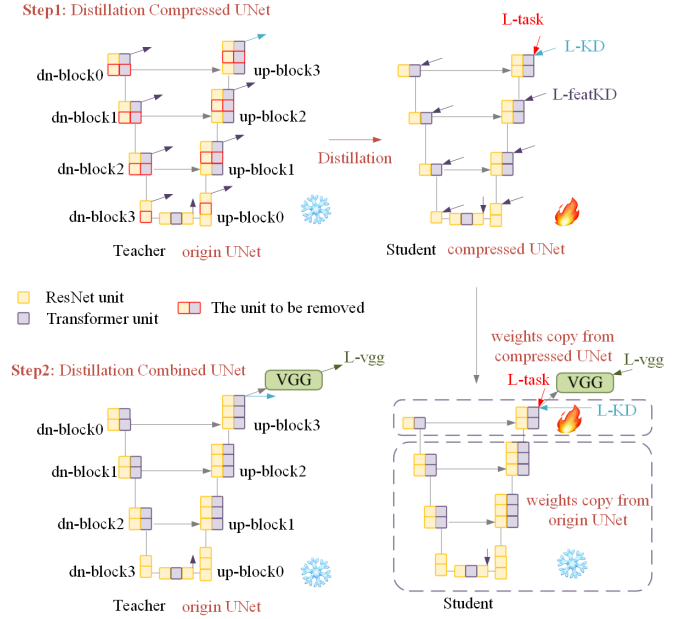 Step1: Distillation Compressed UNet
L-task
L-KD
dn-block0
up-block3
L-featKD
dn-block1
up-block2
Distillation
dn-block2
up-block1
dn-block3
up-block0
Teacher origin UNet
Student compressed UNet
ResNet unit
The unit to be removed
Transformer unit
weights copy from
compressed UNet
Step2: Distillation Combined UNet
L-vgg
VGG
L-vgg
VGG
L-task
L-KD
dn-block0
up-block3
dn-block1
up-block2
weights copy from
origin UNet
dn-block2
up-block1
dn-block3
up-block0
Teacher origin UNet
Student